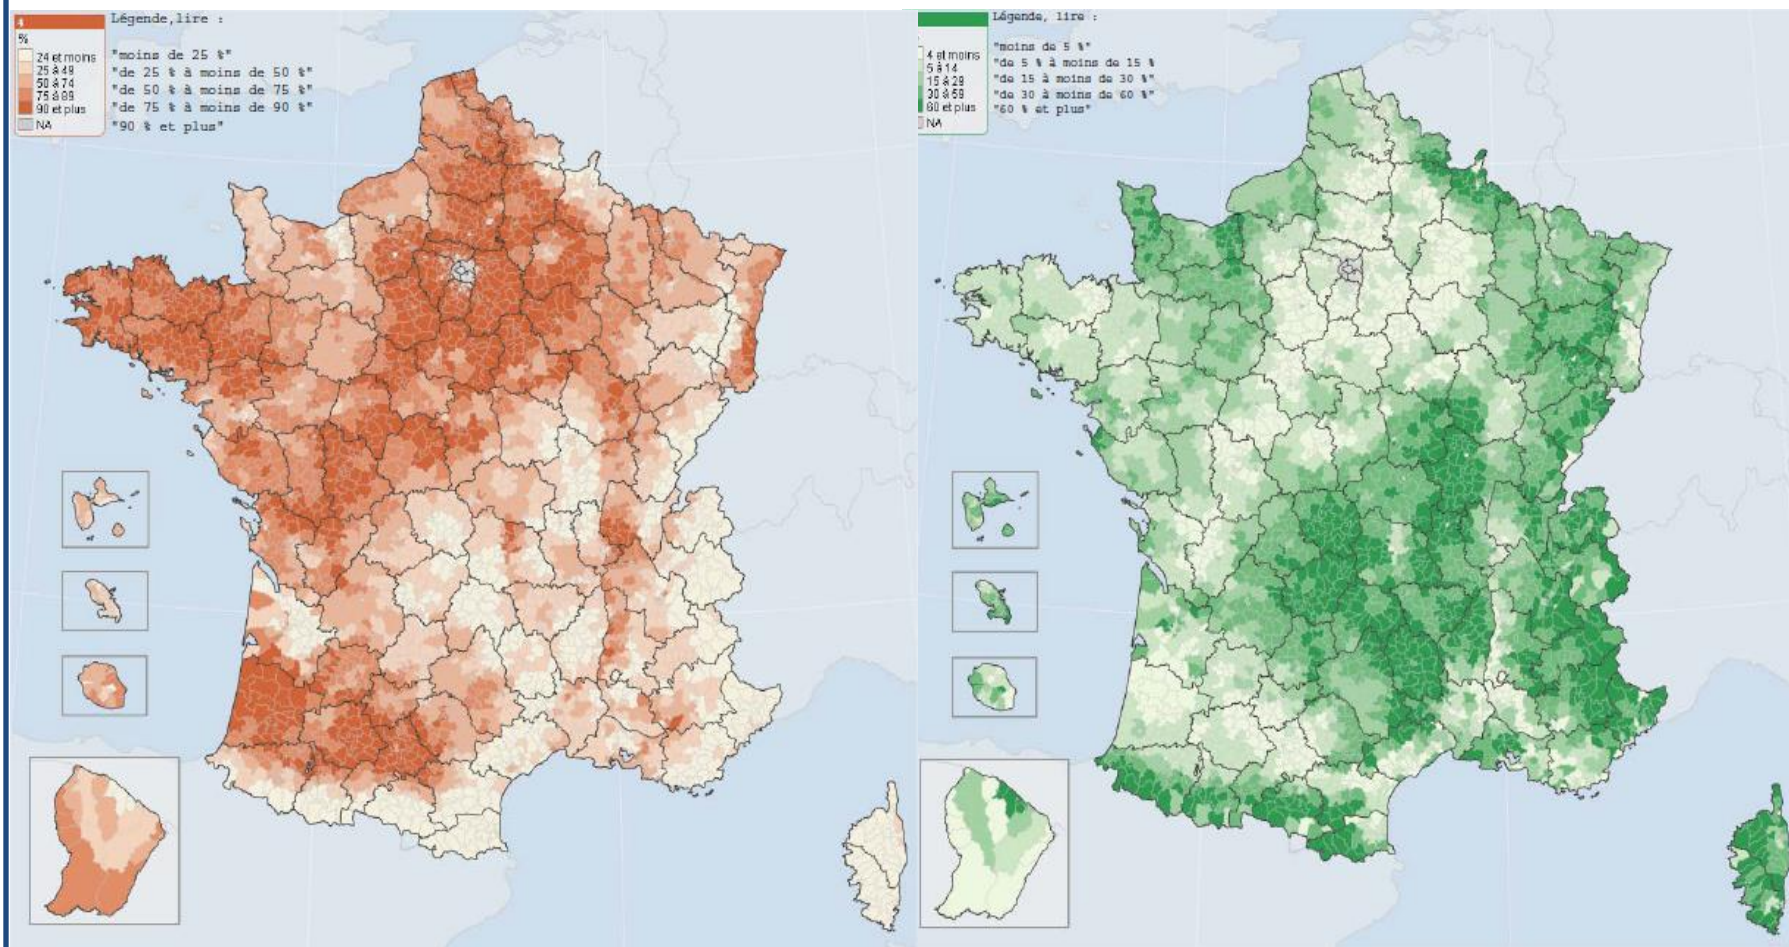 4
%
24 et moins
25 à 49
50 à 74
75 à 89
90 et plus
NA
Légende,lire :
"moins de 25 %"
"de 25 % à moins de 50 %"
"de 50 % à moins de 75 %"
"de 75 % à moins de 90 %"
"90 % et plus"
4 et moins
5 à 14
15 à 29
30 à 59
60 et plus
NA
Légende, lire :
"moins de 5 %"
"de 5 % à moins de 15 %
"de 15 à moins de 30 %"
"de 30 à moins de 60 %"
"60 % et plus"